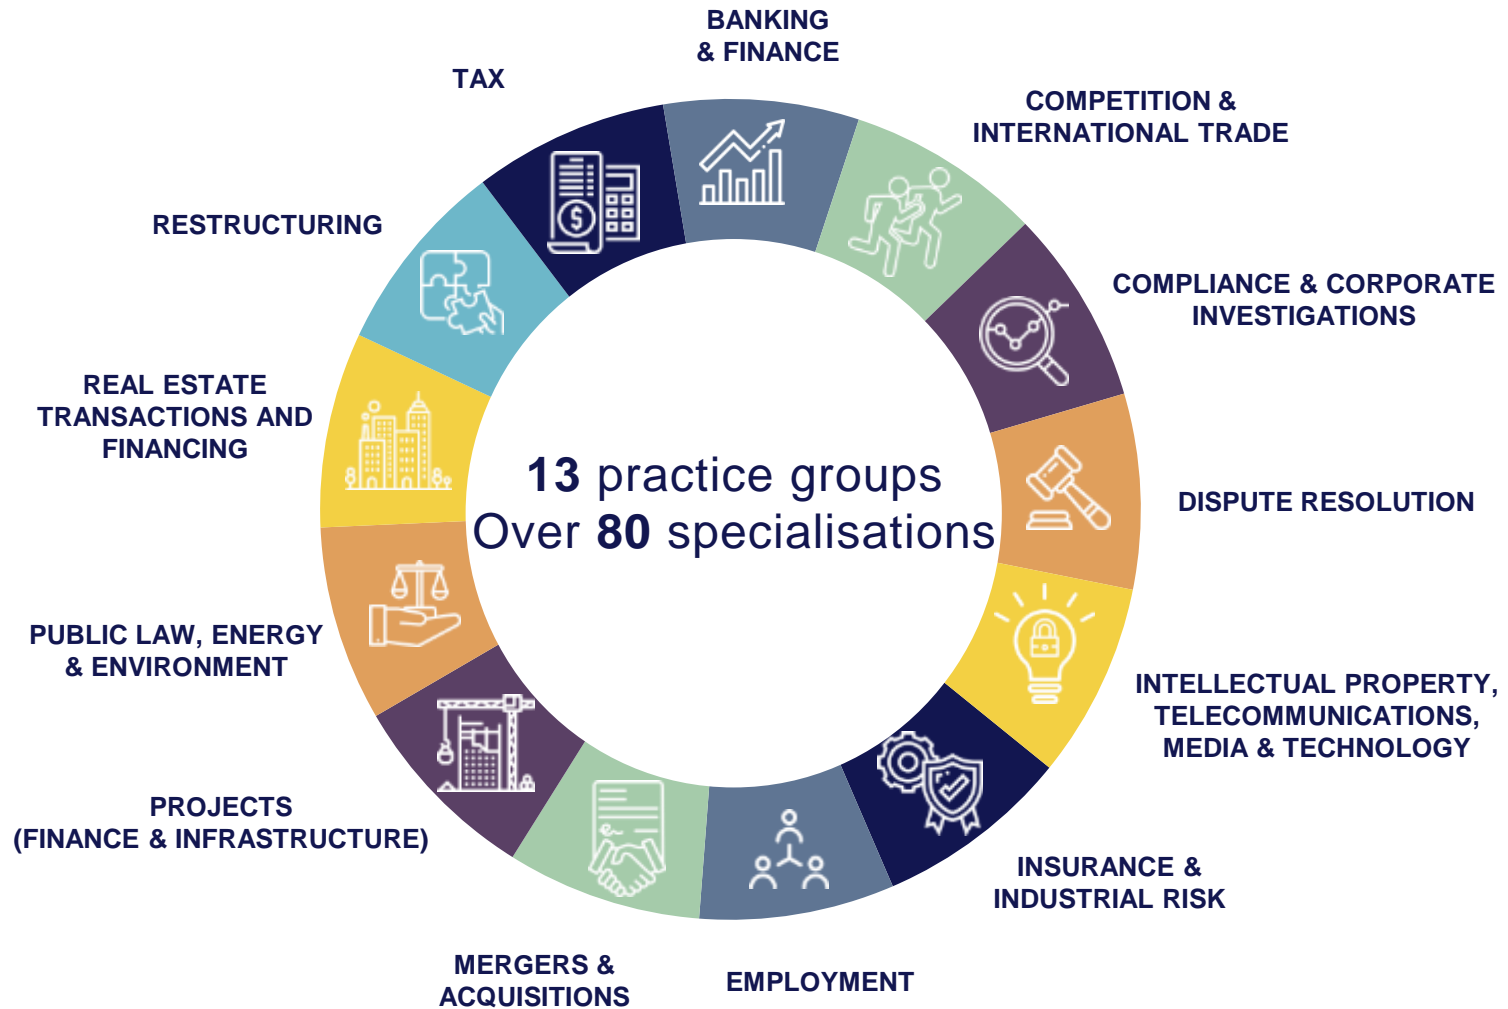 BANKING
& FINANCE
COMPETITION &
INTERNATIONAL TRADE
COMPLIANCE & CORPORATE
INVESTIGATIONS
DISPUTE RESOLUTION
INTELLECTUAL PROPERTY,
TELECOMMUNICATIONS,
MEDIA & TECHNOLOGY
INSURANCE &
INDUSTRIAL RISK
EMPLOYMENT
MERGERS &
ACQUISITIONS
PROJECTS
(FINANCE & INFRASTRUCTURE)
PUBLIC LAW, ENERGY
& ENVIRONMENT
REAL ESTATE
TRANSACTIONS AND
FINANCING
RESTRUCTURING
TAX
$
13 practice groups
Over 80 specialisations